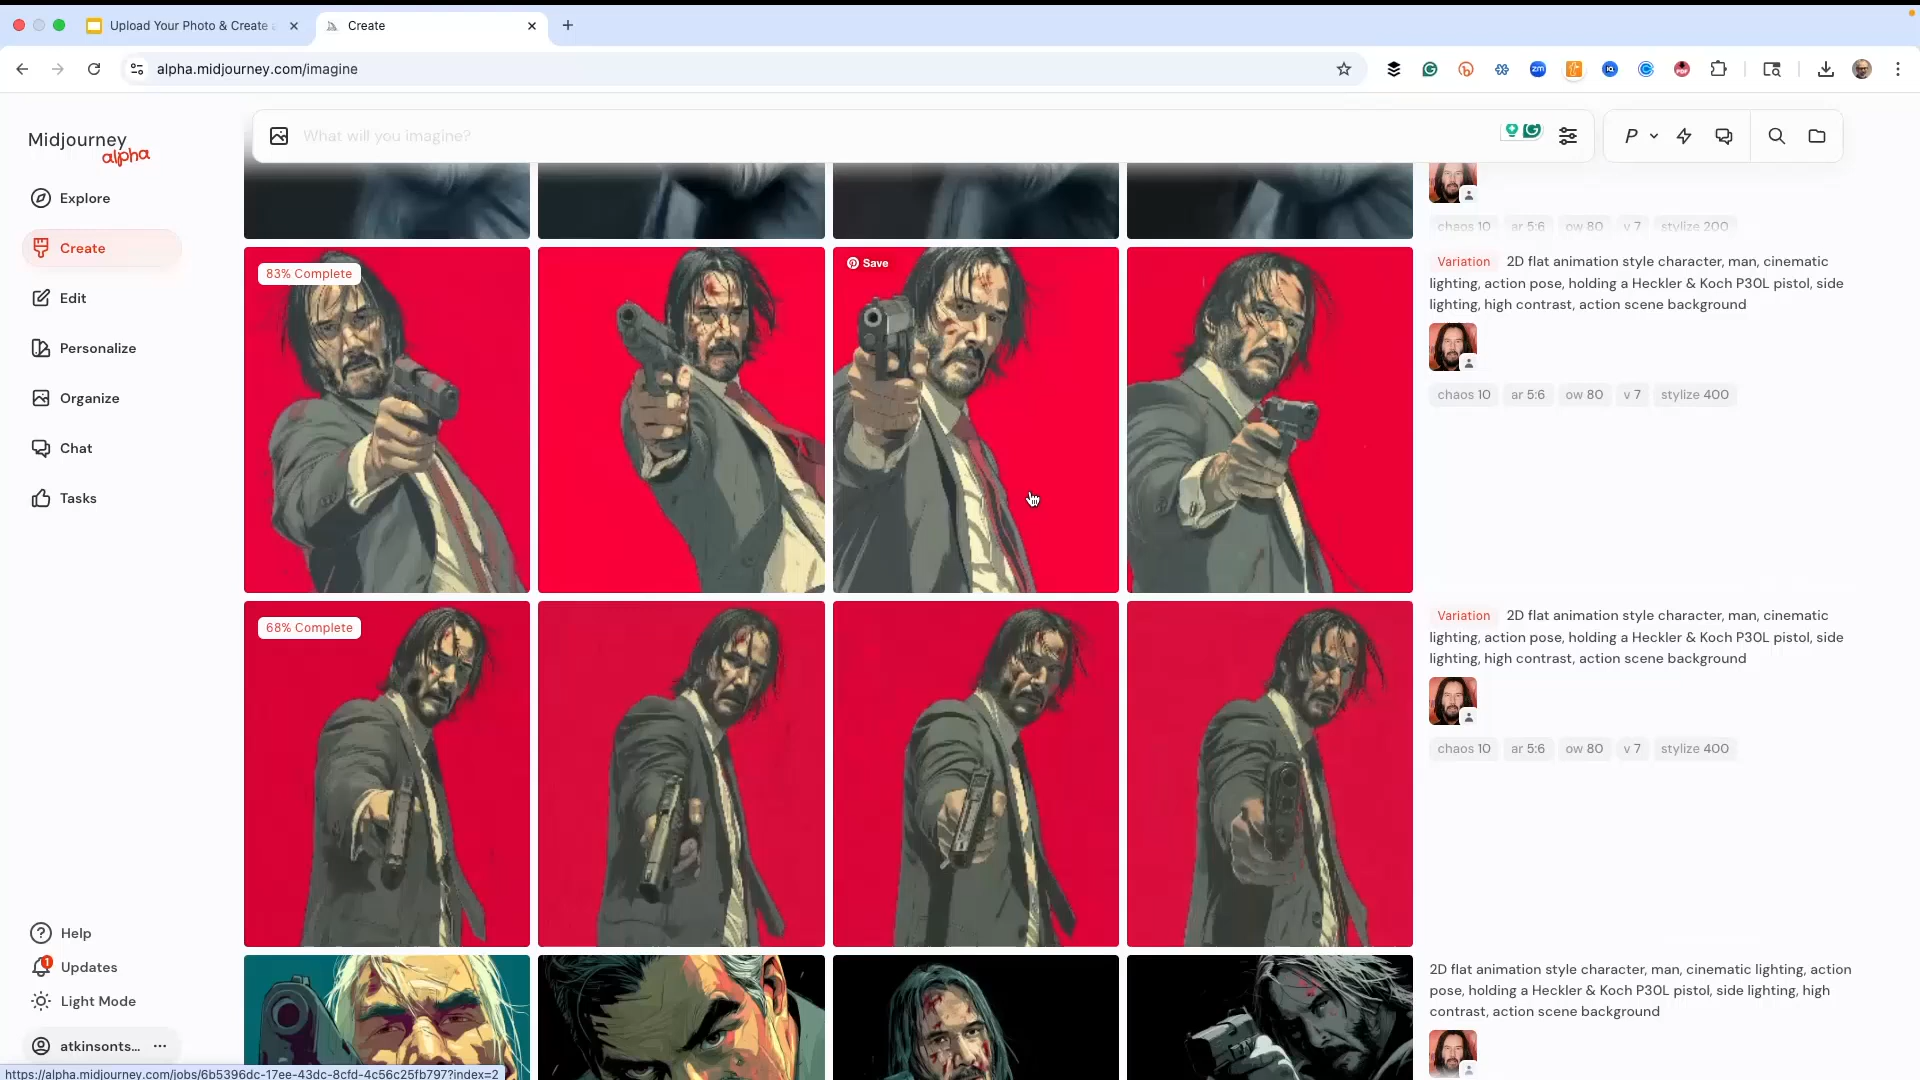 Upload Your Photo & Create a
Create
alpha.midjourney.com/imagine
Midjourney
alpha
What will you imagine?
P
Explore
Create
Edit
Personalize
Organize
Chat
Tasks
Help
1
Updates
Light Mode
atkinsonts...
chaos 10 ar 5:6 ow 80 v 7 stylize 200
83% Complete
Save
Variation 2D flat animation style character, man, cinematic
lighting, action pose, holding a Heckler & Koch P30L pistol, side
lighting, high contrast, action scene background
chaos 10 ar 5:6 ow 80 v 7 stylize 400
68% Complete
Variation 2D flat animation style character, man, cinematic
lighting, action pose, holding a Heckler & Koch P30L pistol, side
lighting, high contrast, action scene background
chaos 10 ar 5:6 ow 80 v 7 stylize 400
2D flat animation style character, man, cinematic lighting, action
pose, holding a Heckler & Koch P30L pistol, side lighting, high
contrast, action scene background
https://alpha.midjourney.com/jobs/6b5396dc-17ee-43dc-8cfd-4c56c25fb797?index=2